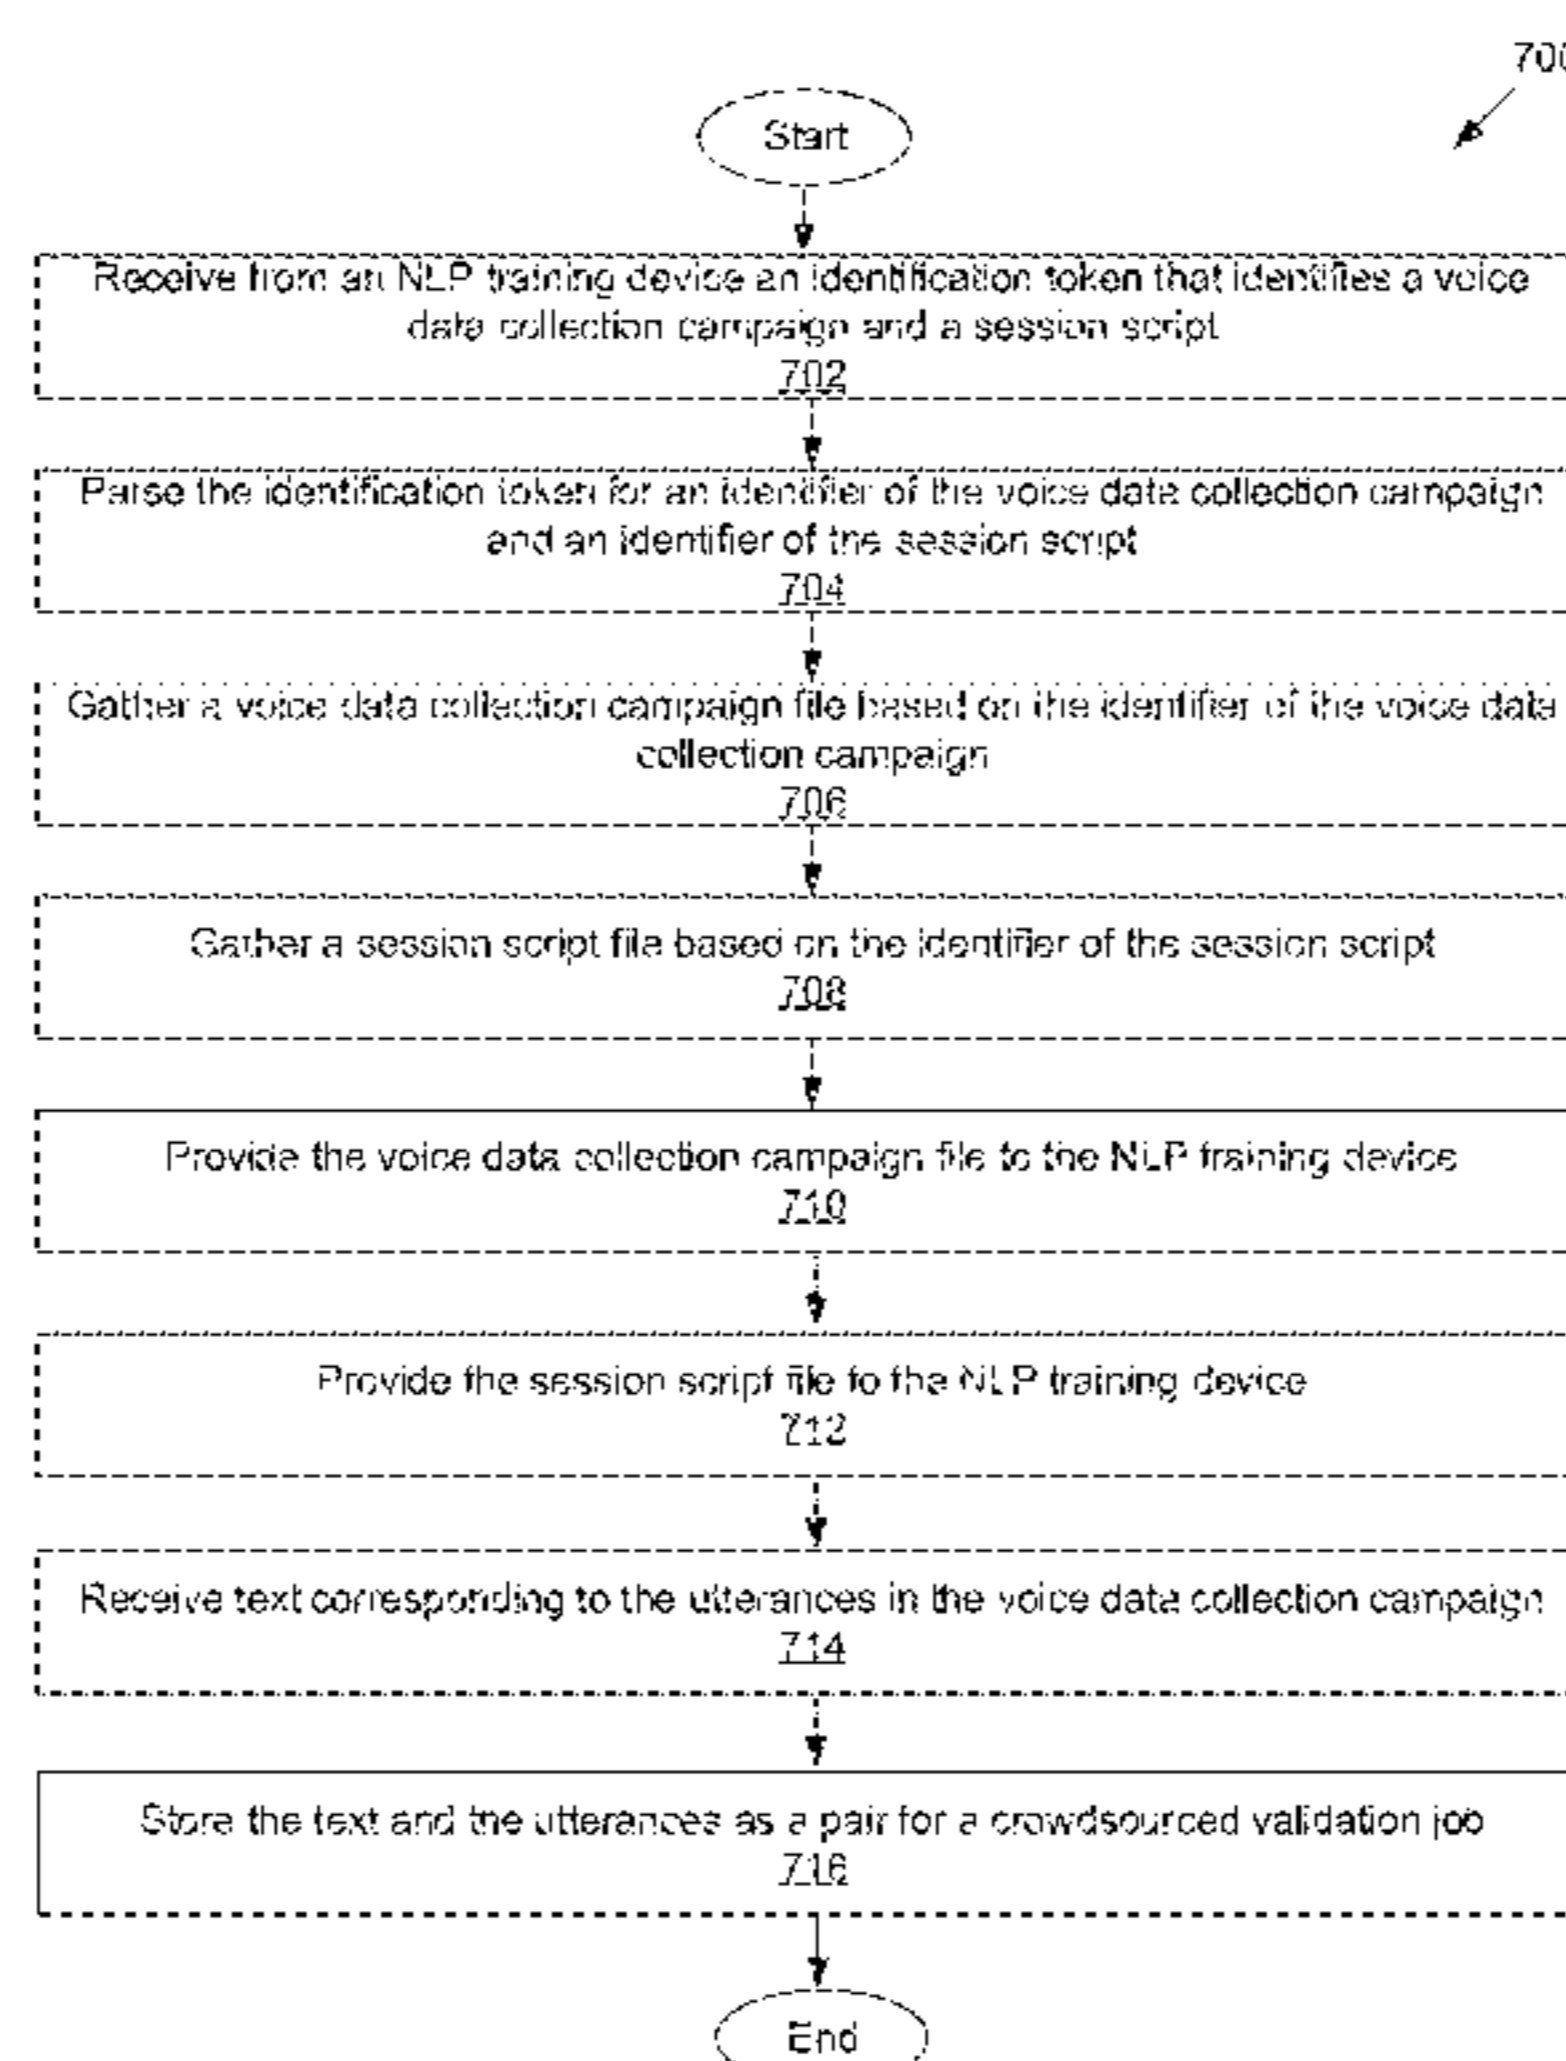 700
Start
Receive from an NLP training device an identification token that identifies a voice
data collection campaign and a session script
702
Parse the identification token for an identifier of the voice data collection campaign
and an identifier of the session script
704
Gather a voice data collection campaign file based on the identifier of the voice data
collection campaign
706
Gather a session script file based on the identifier of the session script
708
Provide the voice data collection campaign file to the NLP training device
710
Provide the session script file to the NLP training device
712
Receive text corresponding to the utterances in the voice data collection campaign
714
Store the text and the utterances as a pair for a crowdsourced validation job
716
End